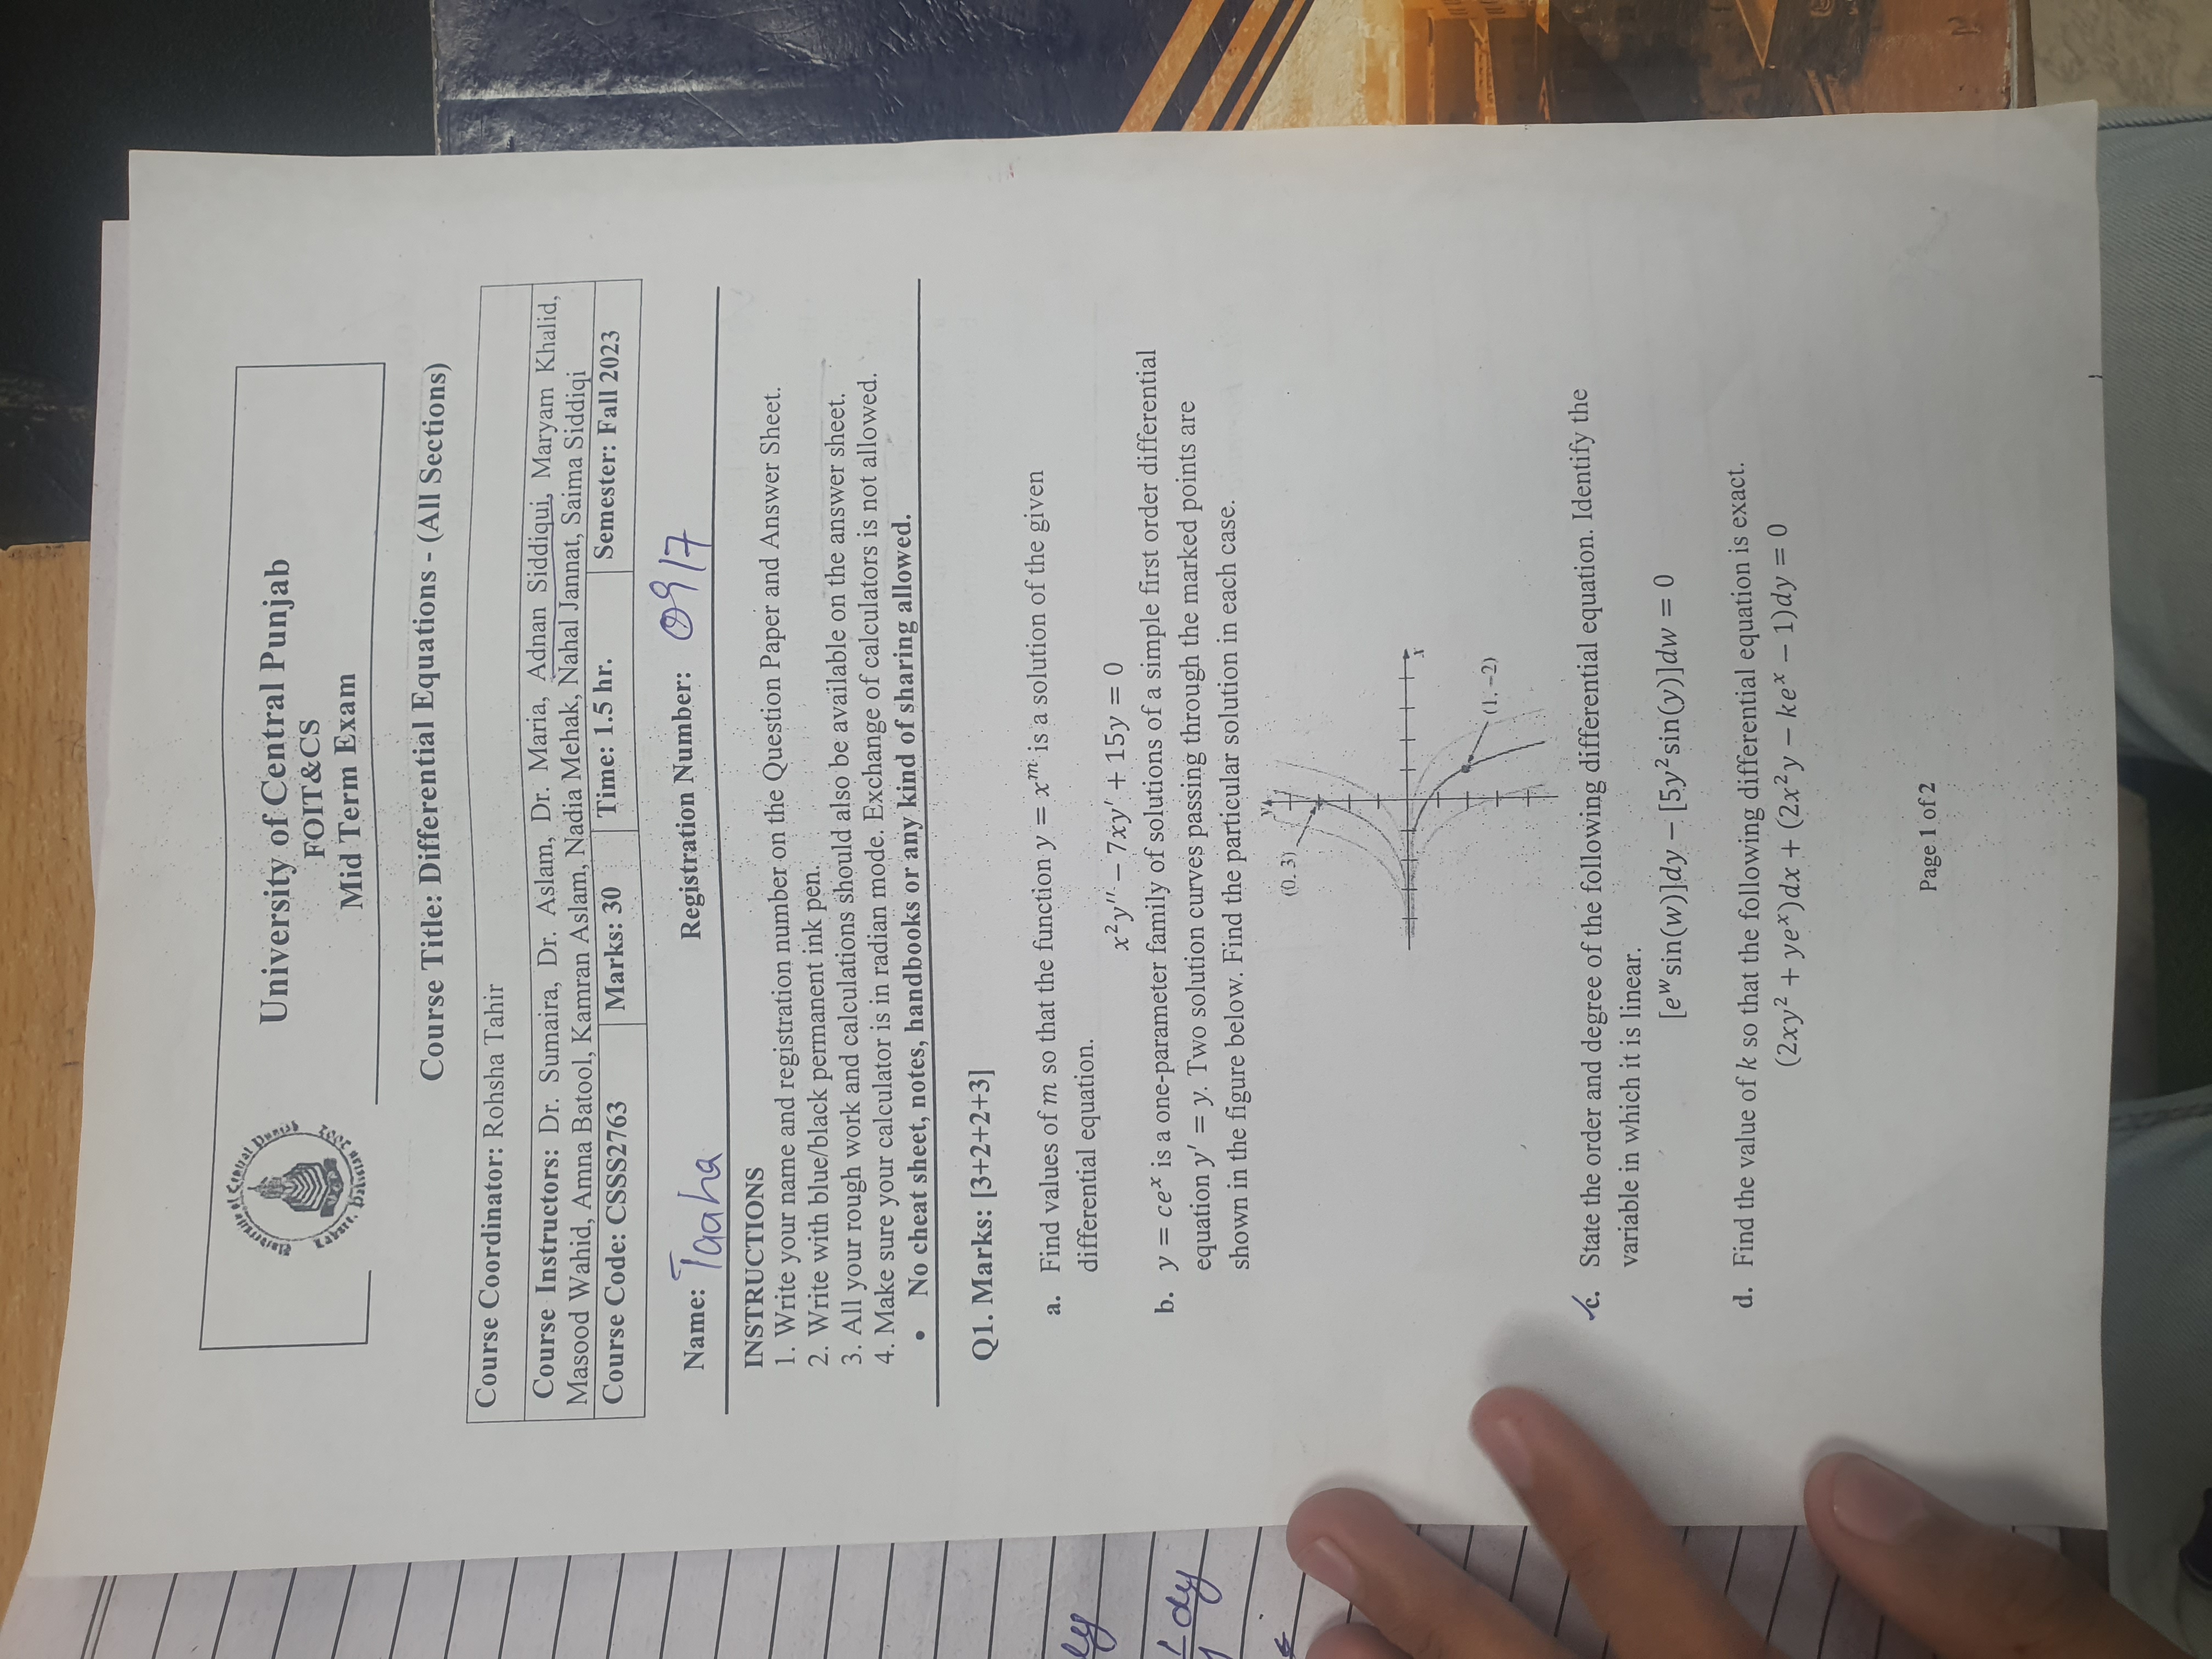 University of Central Punjab
Lahore, Pakistan 2002
University of Central Punjab
FOIT&CS
Mid Term Exam
Course Title: Differential Equations - (All Sections)
Course Coordinator: Rohsha Tahir
Course Instructors: Dr. Sumaira, Dr. Aslam, Dr. Maria, Adnan Siddiqui, Maryam Khalid,
Masood Wahid, Amna Batool, Kamran Aslam, Nadia Mehak, Nahal Jannat, Saima Siddiqi
Course Code: CSSS2763 Marks: 30 Time: 1.5 hr. Semester: Fall 2023
Name: Taaha Registration Number: 0917
INSTRUCTIONS
1. Write your name and registration number on the Question Paper and Answer Sheet.
2. Write with blue/black permanent ink pen.
3. All your rough work and calculations should also be available on the answer sheet.
4. Make sure your calculator is in radian mode. Exchange of calculators is not allowed.
• No cheat sheet, notes, handbooks or any kind of sharing allowed.
Q1. Marks: [3+2+2+3]
a. Find values of m so that the function y = xᵐ is a solution of the given
differential equation.
x²y′′ − 7xy′ + 15y = 0
b. y = ceˣ is a one-parameter family of solutions of a simple first order differential
equation y′ = y. Two solution curves passing through the marked points are
shown in the figure below. Find the particular solution in each case.
y
(0, 3)
x
(1, −2)
c. State the order and degree of the following differential equation. Identify the
variable in which it is linear.
[eʷsin(w)]dy − [5y²sin(y)]dw = 0
d. Find the value of k so that the following differential equation is exact.
(2xy² + yeˣ)dx + (2x²y − keˣ − 1)dy = 0
Page 1 of 2
dy